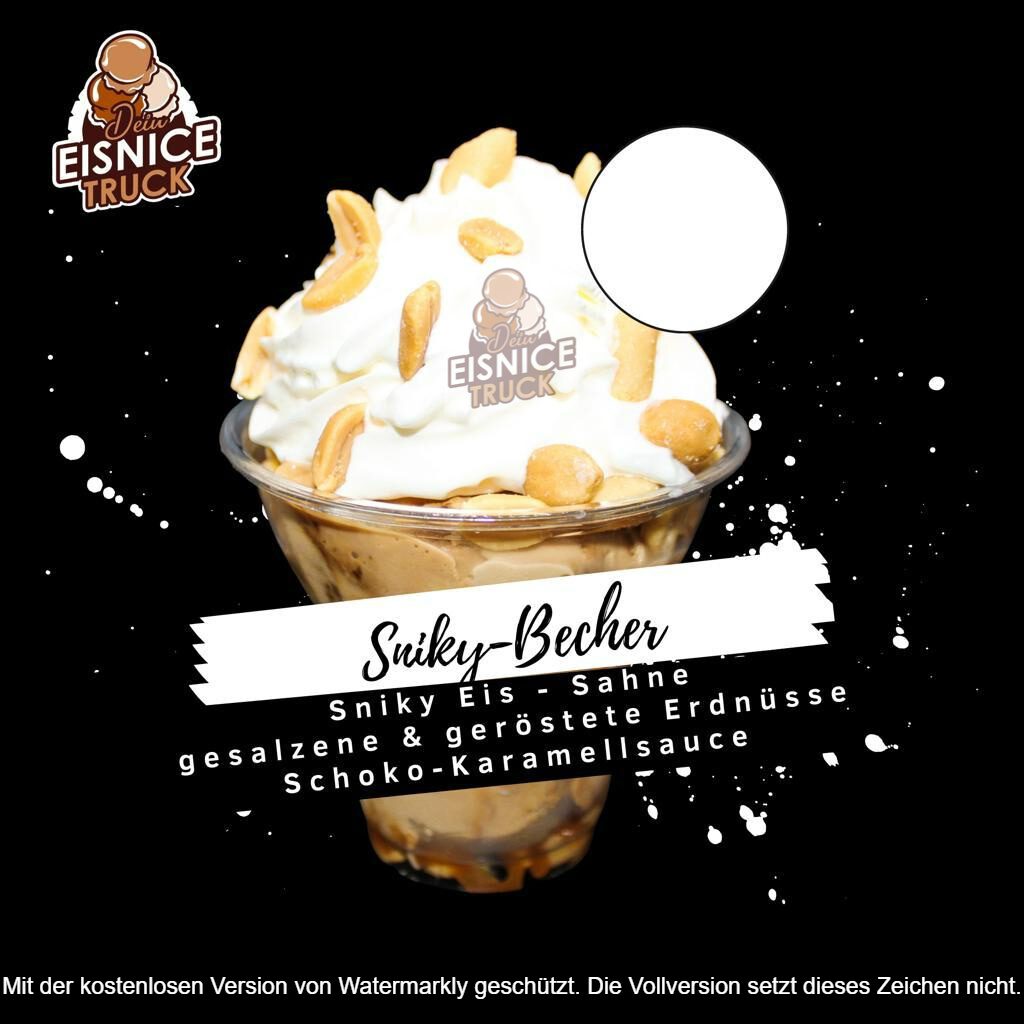 Dein
EISNICE
TRUCK
Dein
EISNICE
TRUCK
Sniky-Becher
Sniky Eis - Sahne
gesalzene & geröstete Erdnüsse
Schoko-Karamellsauce
Mit der kostenlosen Version von Watermarkly geschützt. Die Vollversion setzt dieses Zeichen nicht.